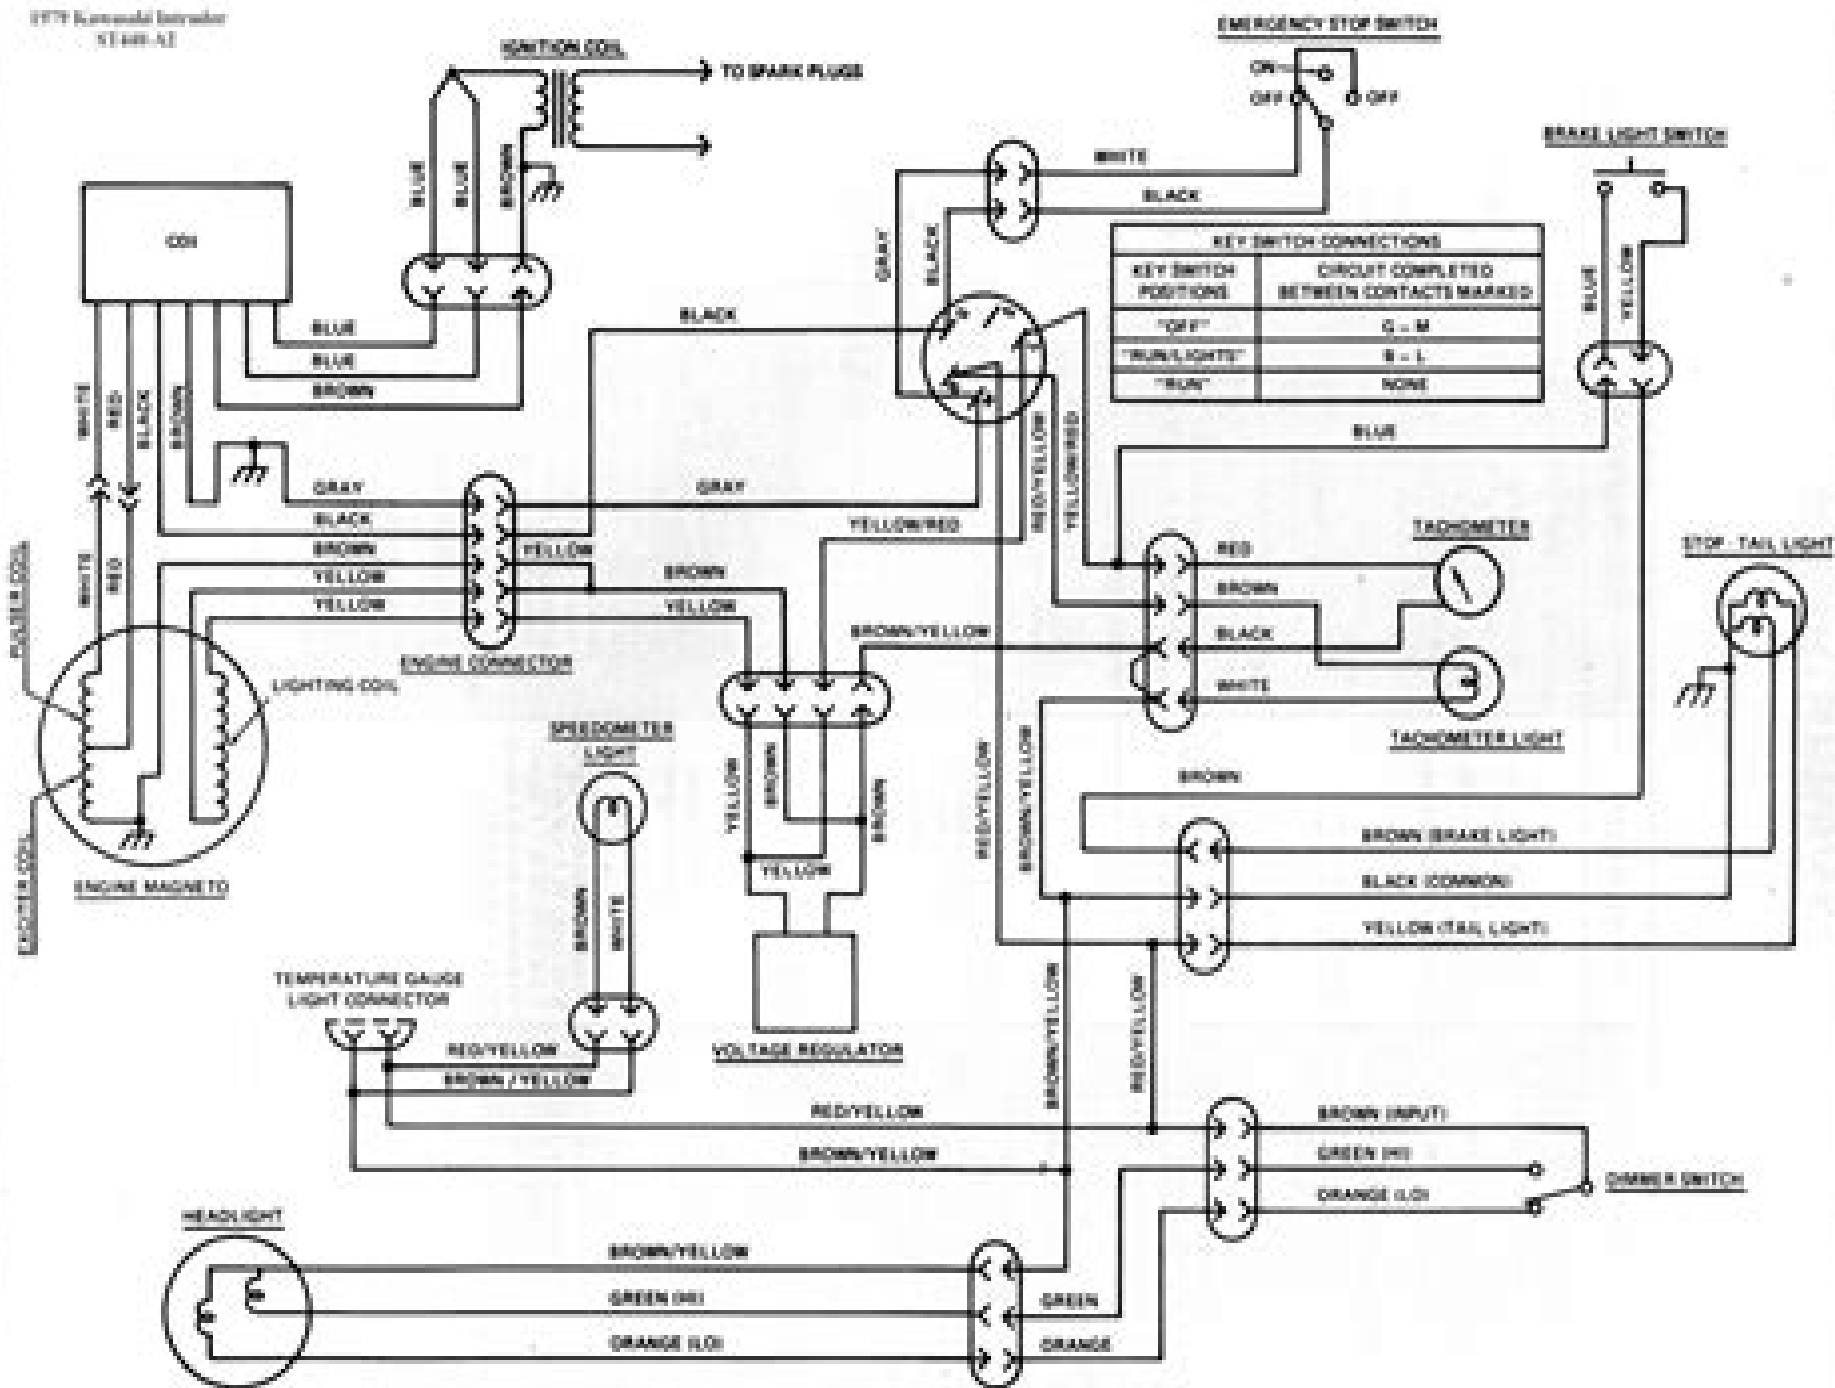 1979 Kawasaki Intruder
IGNITION COIL
TO SPARK PLUGS
EMERGENCY STOP SWITCH
ON
OFF
OFF
BRAKE LIGHT SWITCH
WHITE
BLACK
BLUE
BLUE
BROWN
CDI
GRAY
BLACK
KEY SWITCH CONNECTIONS
KEY SWITCH POSITIONS
CIRCUIT COMPLETED BETWEEN CONTACTS MARKED
"OFF"
G - M
"RUN/LIGHTS"
B - L
"RUN"
NONE
BLUE
YELLOW
BLUE
BLUE
BROWN
BLACK
WHITE
RED
BLACK
BROWN
GRAY
BLACK
BROWN
YELLOW
YELLOW
WHITE
RED
GRAY
YELLOW
BROWN
YELLOW
ENGINE CONNECTOR
YELLOW/RED
RED/YELLOW
YELLOW/RED
BLUE
BROWN/YELLOW
RED
BROWN
BLACK
WHITE
TACHOMETER
TACHOMETER LIGHT
STOP - TAIL LIGHT
PULSER COIL
LIGHTING COIL
EXCITER COIL
ENGINE MAGNETO
SPEEDOMETER
LIGHT
BROWN
WHITE
YELLOW
BROWN
BROWN
YELLOW
VOLTAGE REGULATOR
RED/YELLOW
BROWN/YELLOW
BROWN
BROWN (BRAKE LIGHT)
BLACK (COMMON)
YELLOW (TAIL LIGHT)
TEMPERATURE GAUGE
LIGHT CONNECTOR
RED/YELLOW
BROWN/YELLOW
RED/YELLOW
BROWN/YELLOW
BROWN/YELLOW
RED/YELLOW
BROWN (INPUT)
GREEN (HI)
ORANGE (LO)
DIMMER SWITCH
HEADLIGHT
BROWN/YELLOW
GREEN (HI)
ORANGE (LO)
GREEN
ORANGE